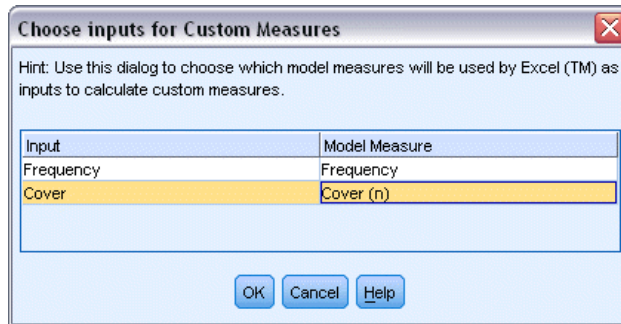 Choose inputs for Custom Measures
Hint: Use this dialog to choose which model measures will be used by Excel (TM) as
inputs to calculate custom measures.
Input Model Measure
Frequency Frequency
Cover Cover (n)
OK Cancel Help